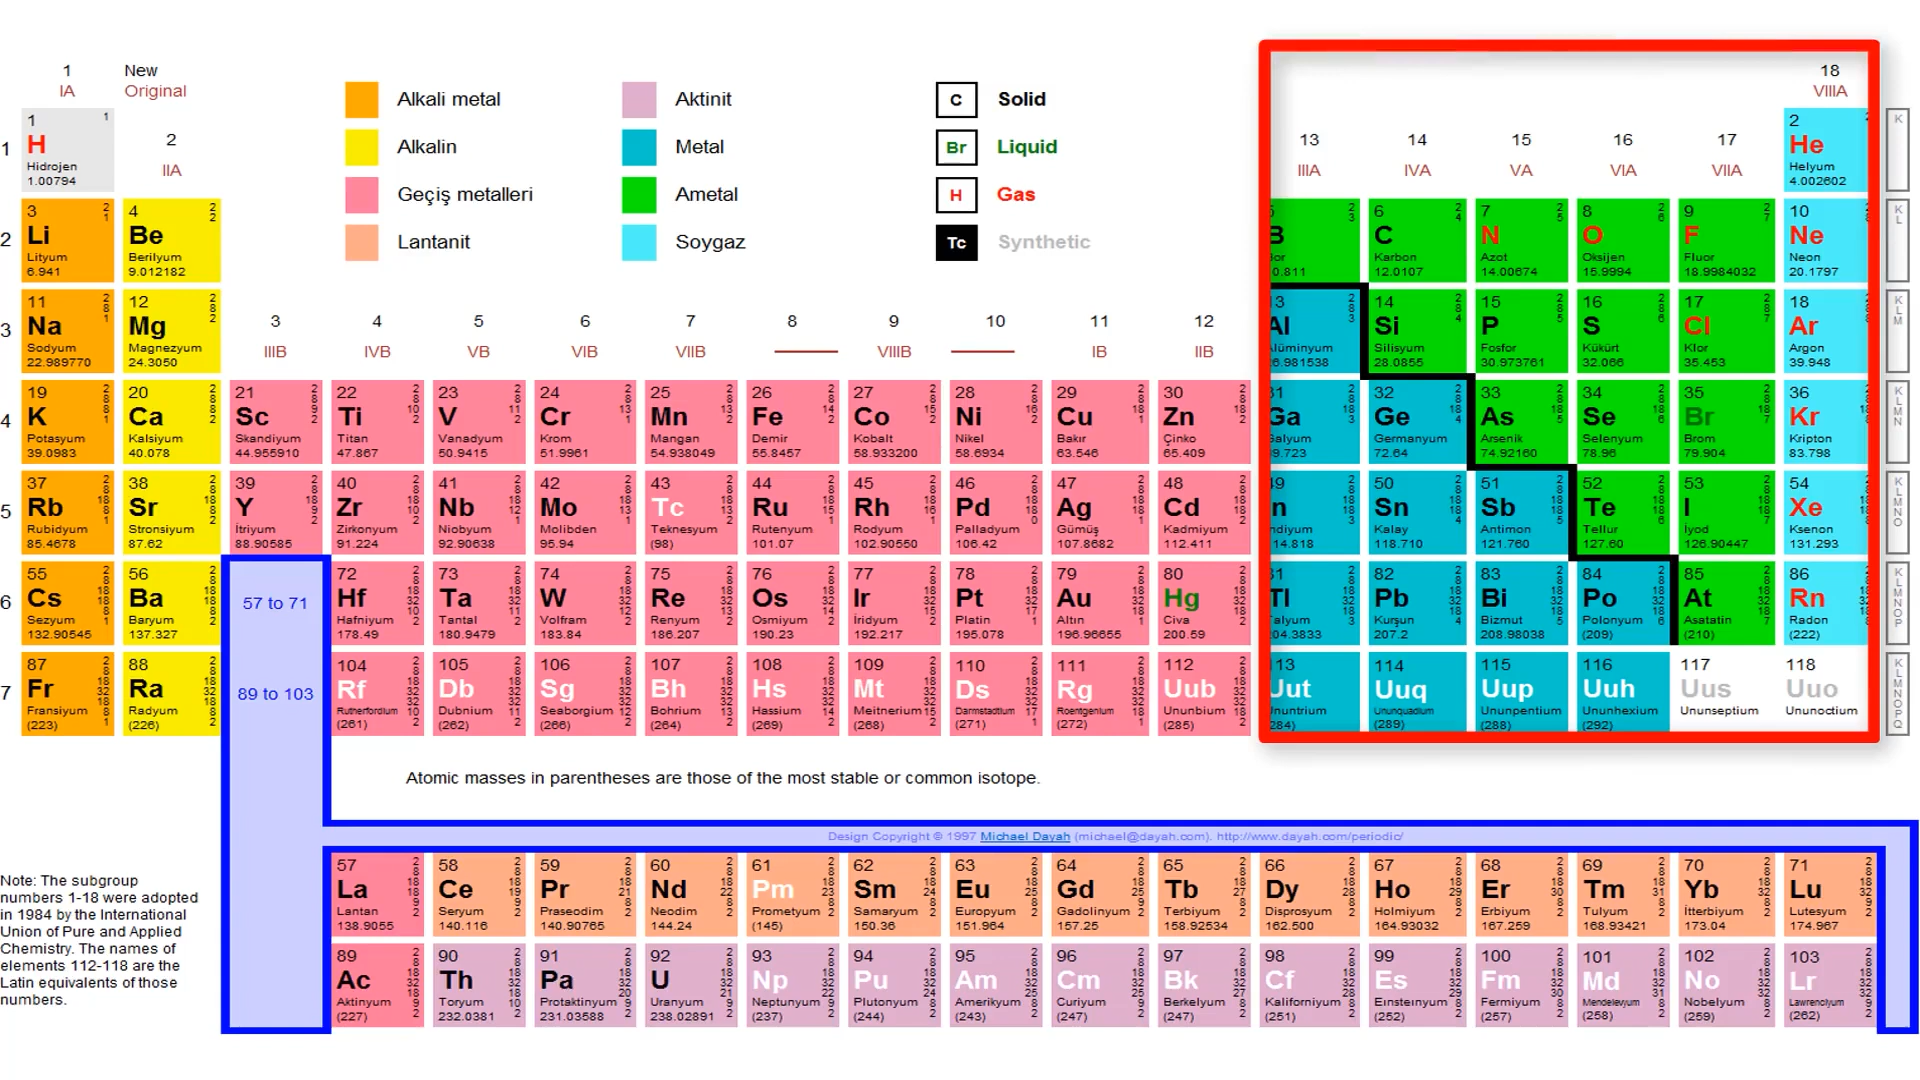 1 New 18
IA Original VIIIA
Alkali metal Aktinit C Solid
Alkalin Metal Br Liquid
Geçiş metalleri Ametal H Gas
Lantanit Soygaz Tc Synthetic
2 13 14 15 16 17
IIA IIIA IVA VA VIA VIIA
3 4 5 6 7 8 9 10 11 12
IIIB IVB VB VIB VIIB VIIIB IB IIB
1 H Hidrojen 1.00794 2 He Helyum 4.002602 K
2 3 Li Lityum 6.941 4 Be Berilyum 9.012182 B 6 C Karbon 12.0107 7 N Azot 14.00674 8 O Oksijen 15.9994 9 F Fluor 18.9984032 10 Ne Neon 20.1797 K L
3 11 Na Sodyum 22.989770 12 Mg Magnezyum 24.3050 Al 14 Si Silisyum 28.0855 15 P Fosfor 30.973761 16 S Kükürt 32.066 17 Cl Klor 35.453 18 Ar Argon 39.948 K L M
4 19 K Potasyum 39.0983 20 Ca Kalsiyum 40.078 21 Sc Skandiyum 44.955910 22 Ti Titan 47.867 23 V Vanadyum 50.9415 24 Cr Krom 51.9961 25 Mn Mangan 54.938049 26 Fe Demir 55.8457 27 Co Kobalt 58.933200 28 Ni Nikel 58.6934 29 Cu Bakır 63.546 30 Zn Çinko 65.409 Ga 32 Ge Germanyum 72.64 33 As Arsenik 74.92160 34 Se Selenyum 78.96 35 Br Brom 79.904 36 Kr Kripton 83.798 K L M N
5 37 Rb Rubidyum 85.4678 38 Sr Stronsiyum 87.62 39 Y İtriyum 88.90585 40 Zr Zirkonyum 91.224 41 Nb Niobyum 92.90638 42 Mo Molibden 95.94 43 Tc Teknesyum (98) 44 Ru Rutenyum 101.07 45 Rh Rodyum 102.90550 46 Pd Palladyum 106.42 47 Ag Gümüş 107.8682 48 Cd Kadmiyum 112.411 50 Sn Kalay 118.710 51 Sb Antimon 121.760 52 Te Tellur 127.60 53 I İyod 126.90447 54 Xe Ksenon 131.293 K L M N O
6 55 Cs Sezyum 132.90545 56 Ba Baryum 137.327 57 to 71 72 Hf Hafniyum 178.49 73 Ta Tantal 180.9479 74 W Volfram 183.84 75 Re Renyum 186.207 76 Os Osmiyum 190.23 77 Ir İridyum 192.217 78 Pt Platin 195.078 79 Au Altın 196.96655 80 Hg Civa 200.59 Tl 82 Pb Kurşun 207.2 83 Bi Bizmut 208.98038 84 Po Polonyum (209) 85 At Asatatin (210) 86 Rn Radon (222) K L M N O P
7 87 Fr Fransiyum (223) 88 Ra Radyum (226) 89 to 103 104 Rf Rutherfordium (261) 105 Db Dubnium (262) 106 Sg Seaborgium (266) 107 Bh Bohrium (264) 108 Hs Hassium (269) 109 Mt Meitnerium (268) 110 Ds Darmstadtium (271) 111 Rg Roentgenium (272) 112 Uub Ununbium (285) 113 Uut Ununtrium (284) 114 Uuq Ununquadium (289) 115 Uup Ununpentium (288) 116 Uuh Ununhexium (292) 117 Uus Ununseptium 118 Uuo Ununoctium K L M N O P Q
Atomic masses in parentheses are those of the most stable or common isotope.
Design Copyright © 1997 Michael Dayah (michael@dayah.com). http://www.dayah.com/periodic/
57 La Lantan 138.9055 58 Ce Seryum 140.116 59 Pr Praseodim 140.90765 60 Nd Neodim 144.24 61 Pm Prometyum (145) 62 Sm Samaryum 150.36 63 Eu Europyum 151.964 64 Gd Gadolinyum 157.25 65 Tb Terbiyum 158.92534 66 Dy Disprosyum 162.500 67 Ho Holmiyum 164.93032 68 Er Erbiyum 167.259 69 Tm Tulyum 168.93421 70 Yb İtterbiyum 173.04 71 Lu Lutesyum 174.967
89 Ac Aktinyum (227) 90 Th Toryum 232.0381 91 Pa Protaktinyum 231.03588 92 U Uranyum 238.02891 93 Np Neptunyum (237) 94 Pu Plutonyum (244) 95 Am Amerikyum (243) 96 Cm Curiyum (247) 97 Bk Berkelyum (247) 98 Cf Kaliforniyum (251) 99 Es Einsteinyum (252) 100 Fm Fermiyum (257) 101 Md Mendelevyum (258) 102 No Nobelyum (259) 103 Lr Lawrenciyum (262)
Note: The subgroup
numbers 1-18 were adopted
in 1984 by the International
Union of Pure and Applied
Chemistry. The names of
elements 112-118 are the
Latin equivalents of those
numbers.